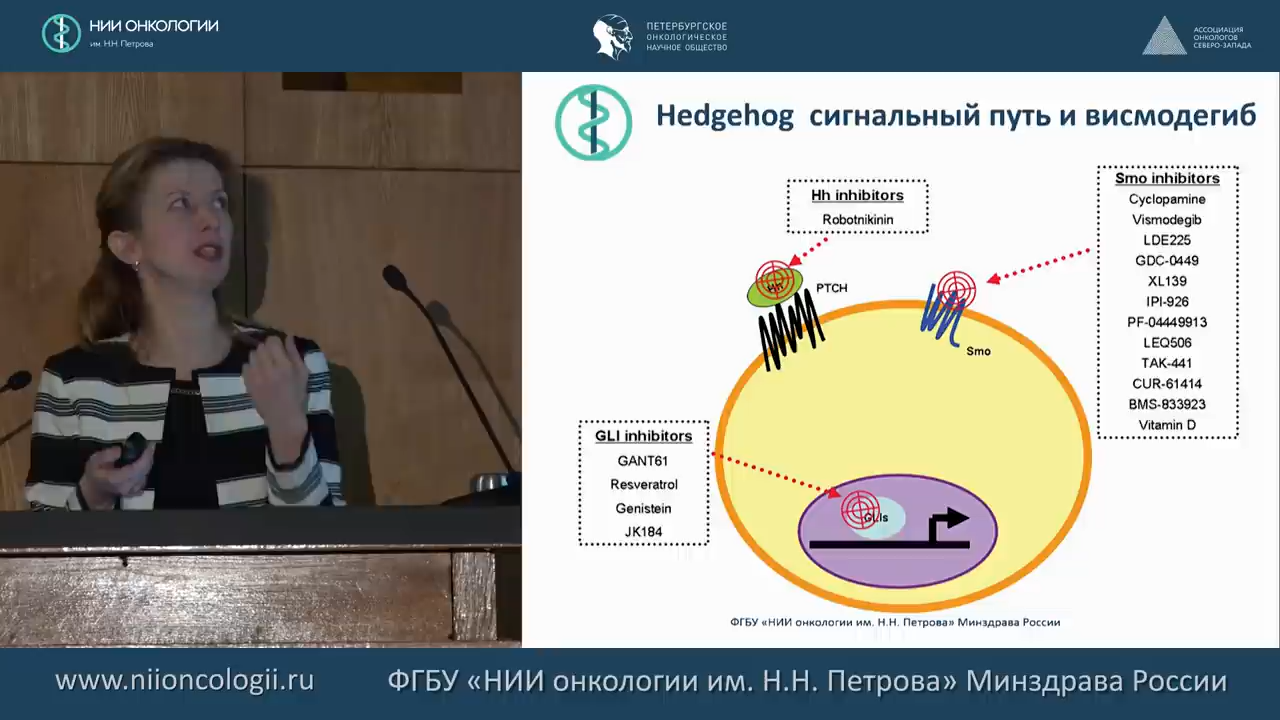 НИИ ОНКОЛОГИИ
им. Н.Н. Петрова
ПЕТЕРБУРГСКОЕ
ОНКОЛОГИЧЕСКОЕ
НАУЧНОЕ ОБЩЕСТВО
АССОЦИАЦИЯ
ОНКОЛОГОВ
СЕВЕРО-ЗАПАДА
Hedgehog сигнальный путь и висмодегиб
Hh inhibitors
Robotnikinin
Smo inhibitors
Cyclopamine
Vismodegib
LDE225
GDC-0449
XL139
IPI-926
PF-04449913
LEQ506
TAK-441
CUR-61414
BMS-833923
Vitamin D
Hh
PTCH
Smo
GLI inhibitors
GANT61
Resveratrol
Genistein
JK184
GLIs
ФГБУ «НИИ онкологии им. Н.Н. Петрова» Минздрава России
www.niioncologii.ru
ФГБУ «НИИ онкологии им. Н.Н. Петрова» Минздрава России